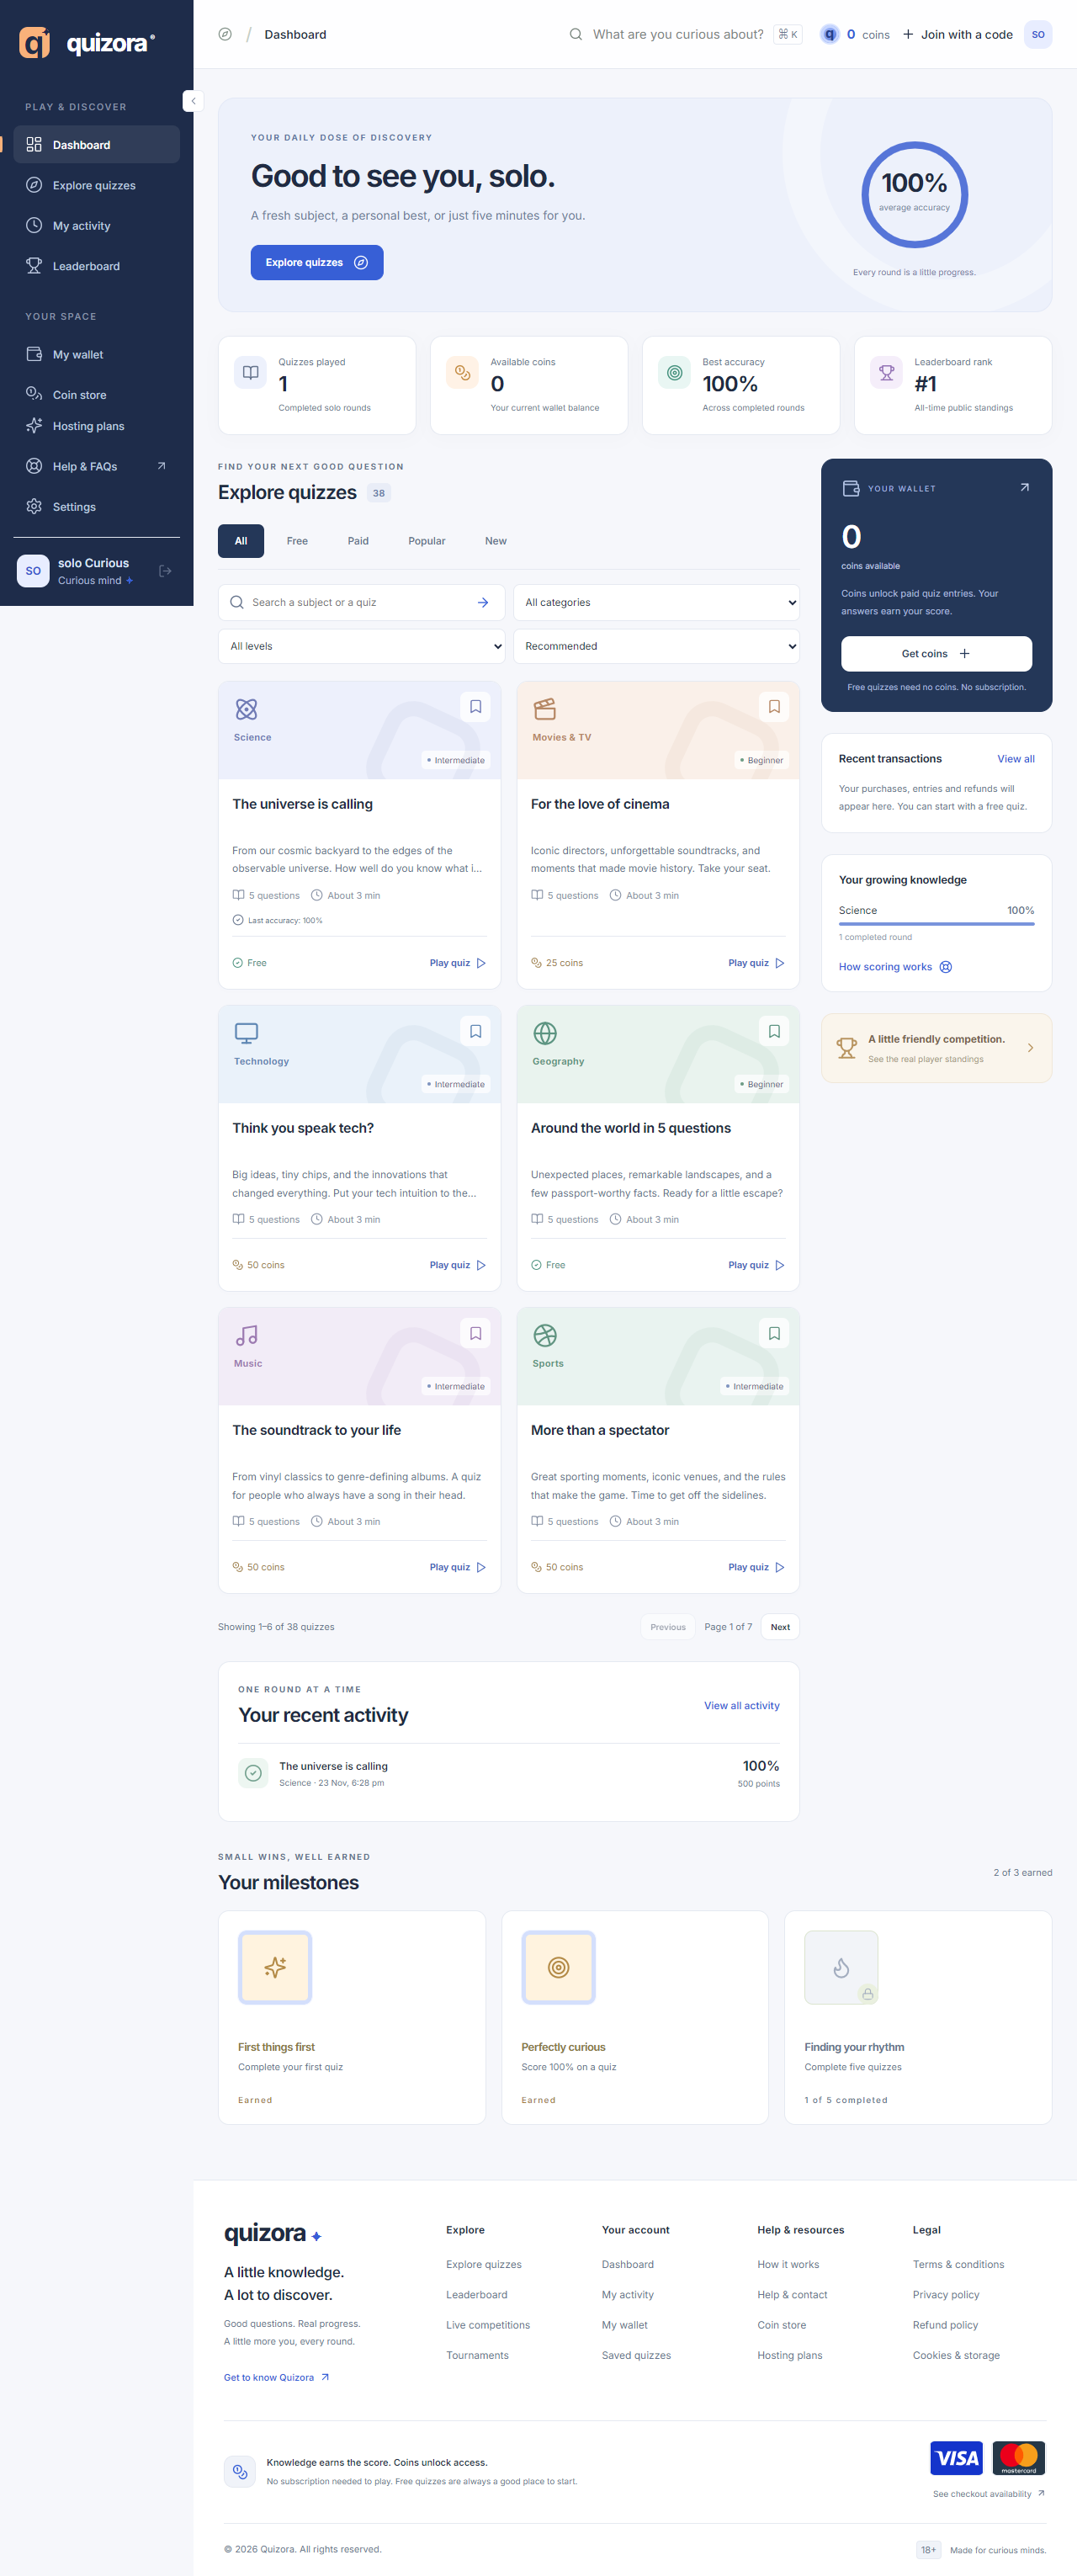 quizora®
PLAY & DISCOVER
Dashboard
Explore quizzes
My activity
Leaderboard
YOUR SPACE
My wallet
Coin store
Hosting plans
Help & FAQs
Settings
SO
solo Curious
Curious mind
/ Dashboard
What are you curious about?
⌘ K
q 0 coins
Join with a code
SO
YOUR DAILY DOSE OF DISCOVERY
Good to see you, solo.
A fresh subject, a personal best, or just five minutes for you.
Explore quizzes
100%
average accuracy
Every round is a little progress.
Quizzes played
1
Completed solo rounds
Available coins
0
Your current wallet balance
Best accuracy
100%
Across completed rounds
Leaderboard rank
#1
All-time public standings
FIND YOUR NEXT GOOD QUESTION
Explore quizzes 38
All Free Paid Popular New
Search a subject or a quiz
All categories
All levels
Recommended
Science
Intermediate
The universe is calling
From our cosmic backyard to the edges of the
observable universe. How well do you know what i...
5 questions About 3 min
Last accuracy: 100%
Free Play quiz
Movies & TV
Beginner
For the love of cinema
Iconic directors, unforgettable soundtracks, and
moments that made movie history. Take your seat.
5 questions About 3 min
25 coins Play quiz
Technology
Intermediate
Think you speak tech?
Big ideas, tiny chips, and the innovations that
changed everything. Put your tech intuition to the...
5 questions About 3 min
50 coins Play quiz
Geography
Beginner
Around the world in 5 questions
Unexpected places, remarkable landscapes, and a
few passport-worthy facts. Ready for a little escape?
5 questions About 3 min
Free Play quiz
Music
Intermediate
The soundtrack to your life
From vinyl classics to genre-defining albums. A quiz
for people who always have a song in their head.
5 questions About 3 min
50 coins Play quiz
Sports
Intermediate
More than a spectator
Great sporting moments, iconic venues, and the rules
that make the game. Time to get off the sidelines.
5 questions About 3 min
50 coins Play quiz
Showing 1–6 of 38 quizzes
Previous Page 1 of 7 Next
YOUR WALLET
0
coins available
Coins unlock paid quiz entries. Your
answers earn your score.
Get coins
Free quizzes need no coins. No subscription.
Recent transactions View all
Your purchases, entries and refunds will
appear here. You can start with a free quiz.
Your growing knowledge
Science 100%
1 completed round
How scoring works
A little friendly competition.
See the real player standings
ONE ROUND AT A TIME
Your recent activity
View all activity
The universe is calling
Science · 23 Nov, 6:28 pm
100%
500 points
SMALL WINS, WELL EARNED
Your milestones
2 of 3 earned
First things first
Complete your first quiz
Earned
Perfectly curious
Score 100% on a quiz
Earned
Finding your rhythm
Complete five quizzes
1 of 5 completed
quizora
A little knowledge.
A lot to discover.
Good questions. Real progress.
A little more you, every round.
Get to know Quizora
Explore
Explore quizzes
Leaderboard
Live competitions
Tournaments
Your account
Dashboard
My activity
My wallet
Saved quizzes
Help & resources
How it works
Help & contact
Coin store
Hosting plans
Legal
Terms & conditions
Privacy policy
Refund policy
Cookies & storage
Knowledge earns the score. Coins unlock access.
No subscription needed to play. Free quizzes are always a good place to start.
VISA
mastercard
See checkout availability
© 2026 Quizora. All rights reserved.
18+ Made for curious minds.